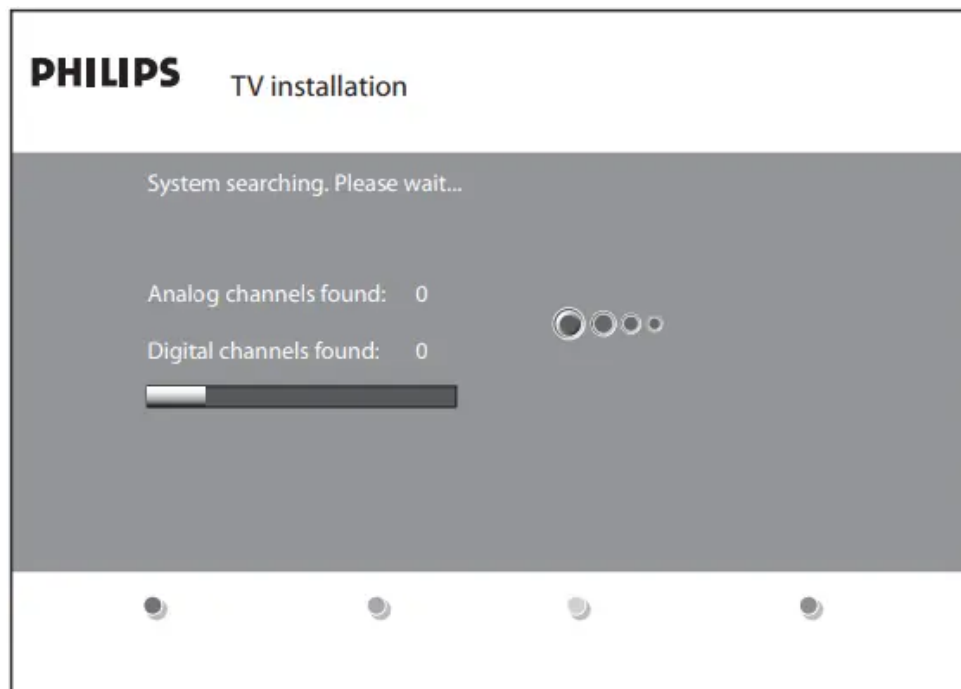 PHILIPS
TV installation
System searching. Please wait...
Analog channels found: 0
Digital channels found: 0